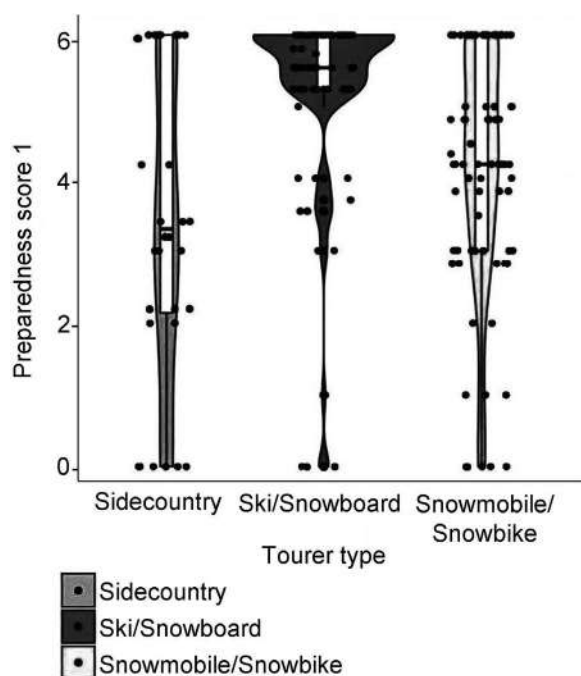 Preparedness score 1
6
4
2
0
Sidecountry
Ski/Snowboard
Snowmobile/
Snowbike
Tourer type
Sidecountry
Ski/Snowboard
Snowmobile/Snowbike